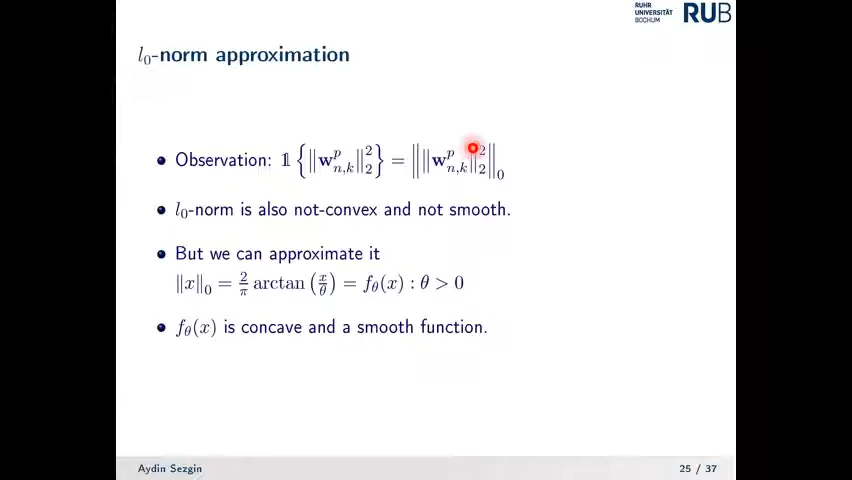 RUHR
UNIVERSITÄT
BOCHUM
RUB
l₀-norm approximation
Observation: 𝟙 { ‖w^p_{n,k}‖²₂ } = ‖ ‖w^p_{n,k}‖²₂ ‖₀
l₀-norm is also not-convex and not smooth.
But we can approximate it
‖x‖₀ = 2/π arctan (x/θ) = f_θ(x) : θ > 0
f_θ(x) is concave and a smooth function.
Aydin Sezgin
25 / 37